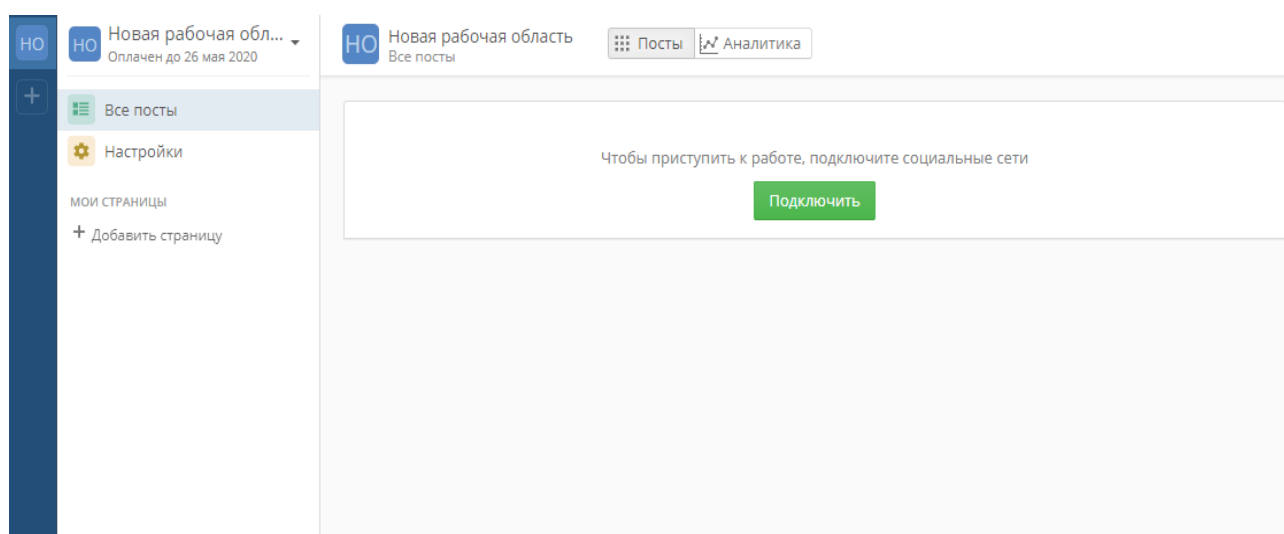 НО
НО
Новая рабочая обл...
Оплачен до 26 мая 2020
Все посты
Настройки
МОИ СТРАНИЦЫ
+ Добавить страницу
НО
Новая рабочая область
Все посты
Посты
Аналитика
Чтобы приступить к работе, подключите социальные сети
Подключить